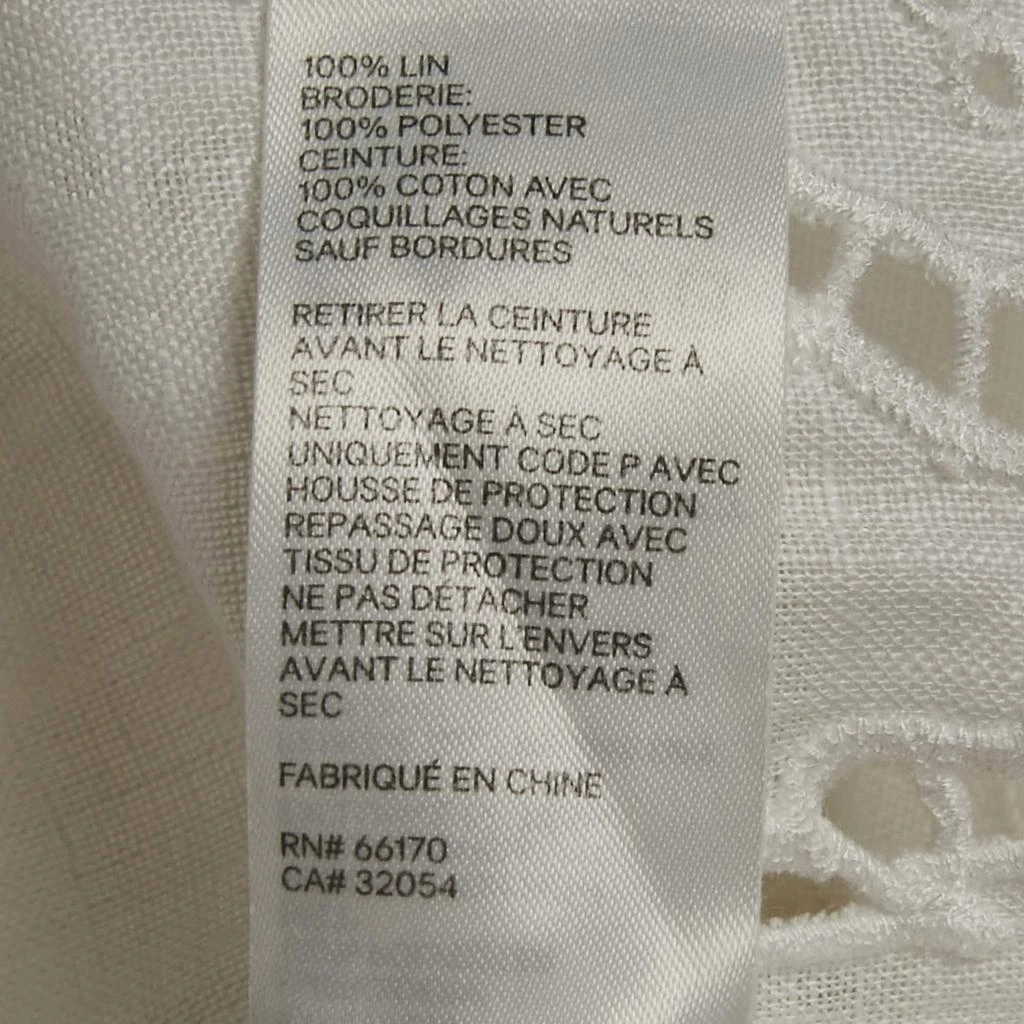 100% LIN
BRODERIE:
100% POLYESTER
CEINTURE:
100% COTON AVEC
COQUILLAGES NATURELS
SAUF BORDURES
RETIRER LA CEINTURE
AVANT LE NETTOYAGE À
SEC
NETTOYAGE À SEC
UNIQUEMENT CODE P AVEC
HOUSSE DE PROTECTION
REPASSAGE DOUX AVEC
TISSU DE PROTECTION
NE PAS DÉTACHER
METTRE SUR L'ENVERS
AVANT LE NETTOYAGE À
SEC
FABRIQUÉ EN CHINE
RN# 66170
CA# 32054